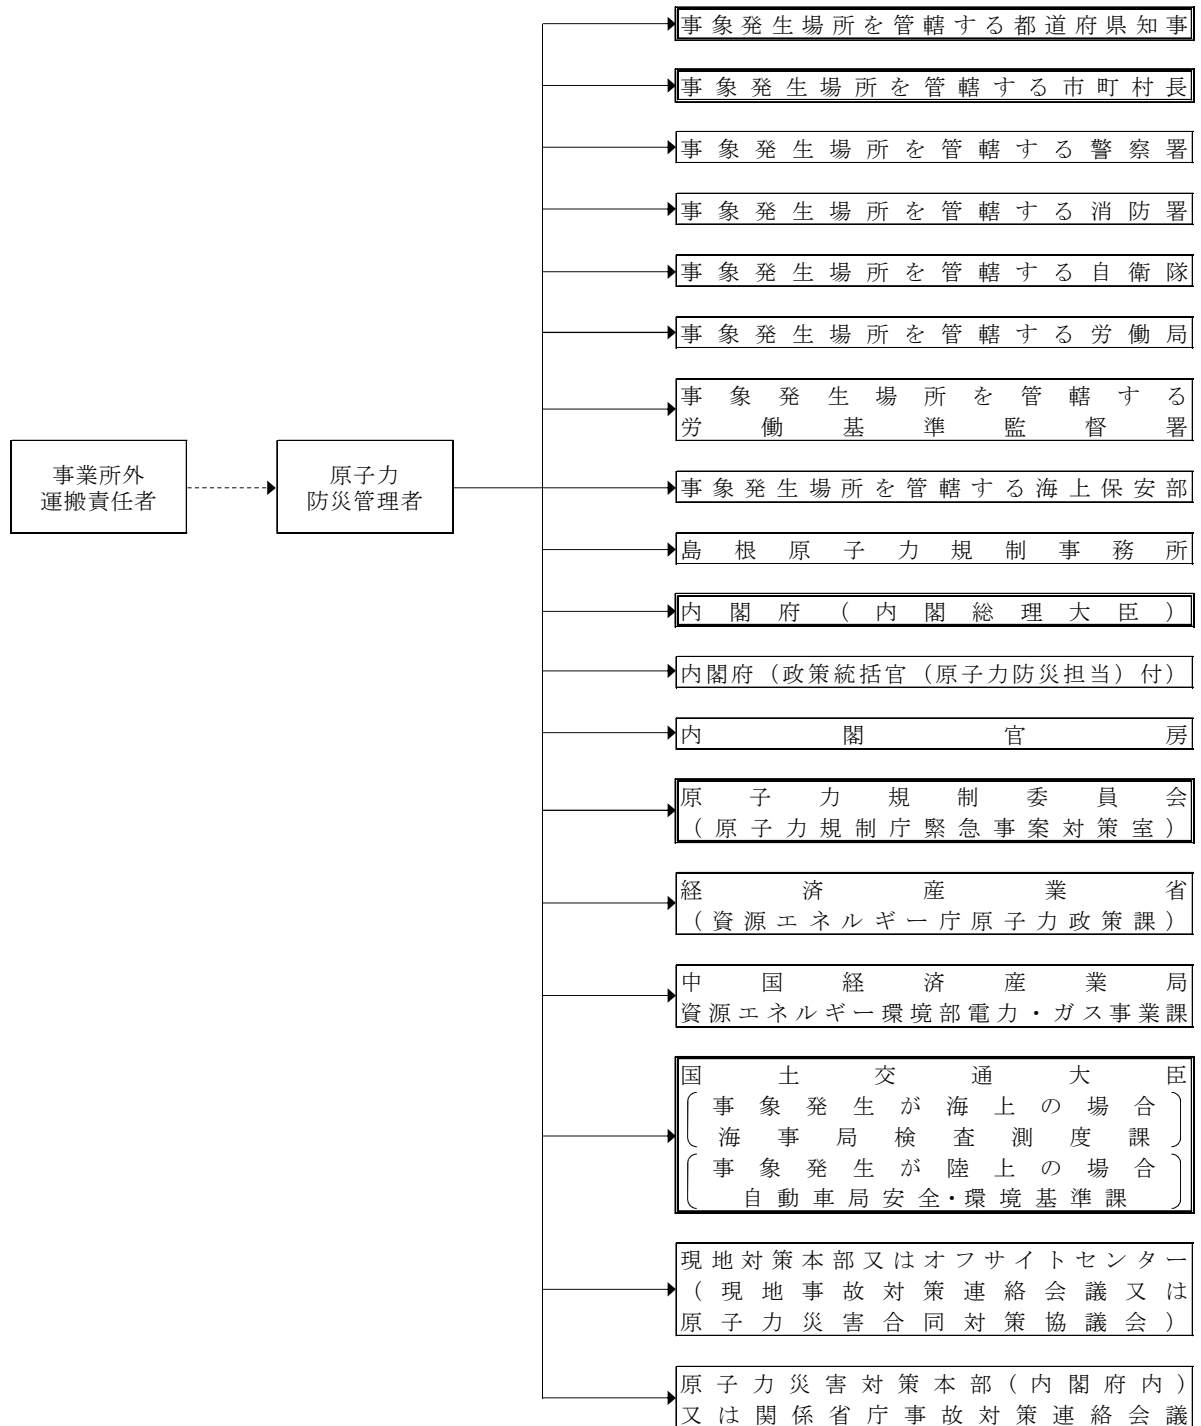 事象発生場所を管轄する都道府県知事
事象発生場所を管轄する市町村長
事象発生場所を管轄する警察署
事象発生場所を管轄する消防署
事象発生場所を管轄する自衛隊
事象発生場所を管轄する労働局
事象発生場所を管轄する
労働基準監督署
事業所外
運搬責任者
原子力
防災管理者
事象発生場所を管轄する海上保安部
島根原子力規制事務所
内閣府(内閣総理大臣)
内閣府(政策統括官(原子力防災担当)付)
内閣官房
原子力規制委員会
(原子力規制庁緊急事案対策室)
経済産業省
(資源エネルギー庁原子力政策課)
中国経済産業局
資源エネルギー環境部電力・ガス事業課
国土交通大臣
事象発生が海上の場合
海事局検査測度課
事象発生が陸上の場合
自動車局安全・環境基準課
現地対策本部又はオフサイトセンター
(現地事故対策連絡会議又は
原子力災害合同対策協議会)
原子力災害対策本部(内閣府内)
又は関係省庁事故対策連絡会議